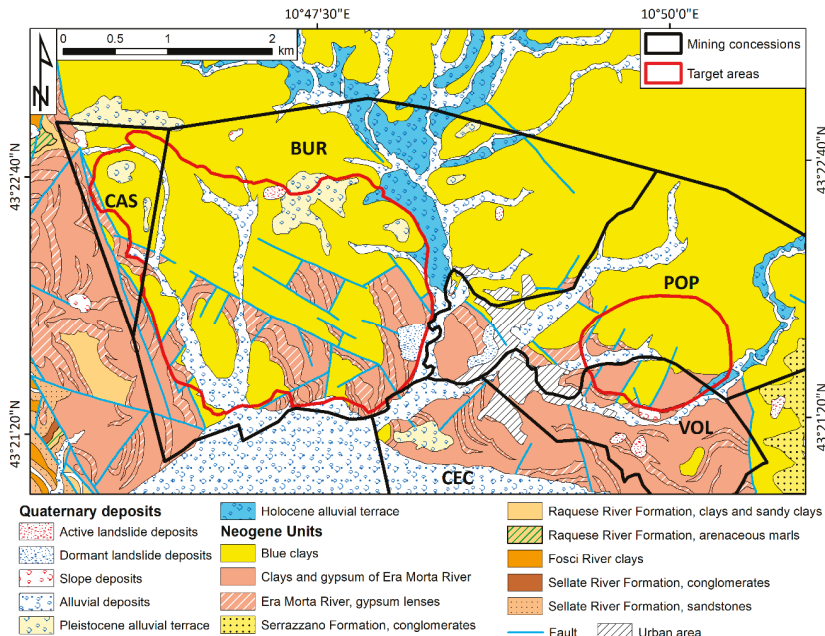 10°47'30"E
10°50'0"E
0 0.5 1 2
km
N
Mining concessions
Target areas
43°22'40"N
43°22'40"N
BUR
CAS
POP
43°21'20"N
43°21'20"N
VOL
CEC
Quaternary deposits
Active landslide deposits
Dormant landslide deposits
Slope deposits
Alluvial deposits
Pleistocene alluvial terrace
Holocene alluvial terrace
Neogene Units
Blue clays
Clays and gypsum of Era Morta River
Era Morta River, gypsum lenses
Serrazzano Formation, conglomerates
Raquese River Formation, clays and sandy clays
Raquese River Formation, arenaceous marls
Fosci River clays
Sellate River Formation, conglomerates
Sellate River Formation, sandstones
Fault
Urban area